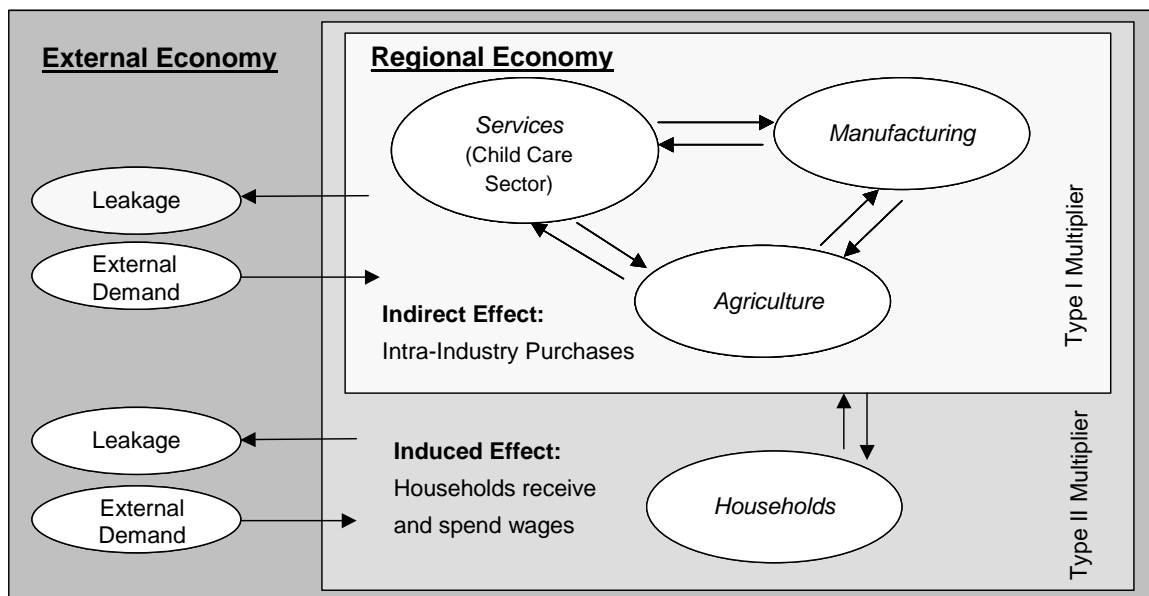 External Economy
Regional Economy
Services
(Child Care
Sector)
Manufacturing
Agriculture
Leakage
External
Demand
Indirect Effect:
Intra-Industry Purchases
Type I Multiplier
Leakage
External
Demand
Induced Effect:
Households receive
and spend wages
Households
Type II Multiplier